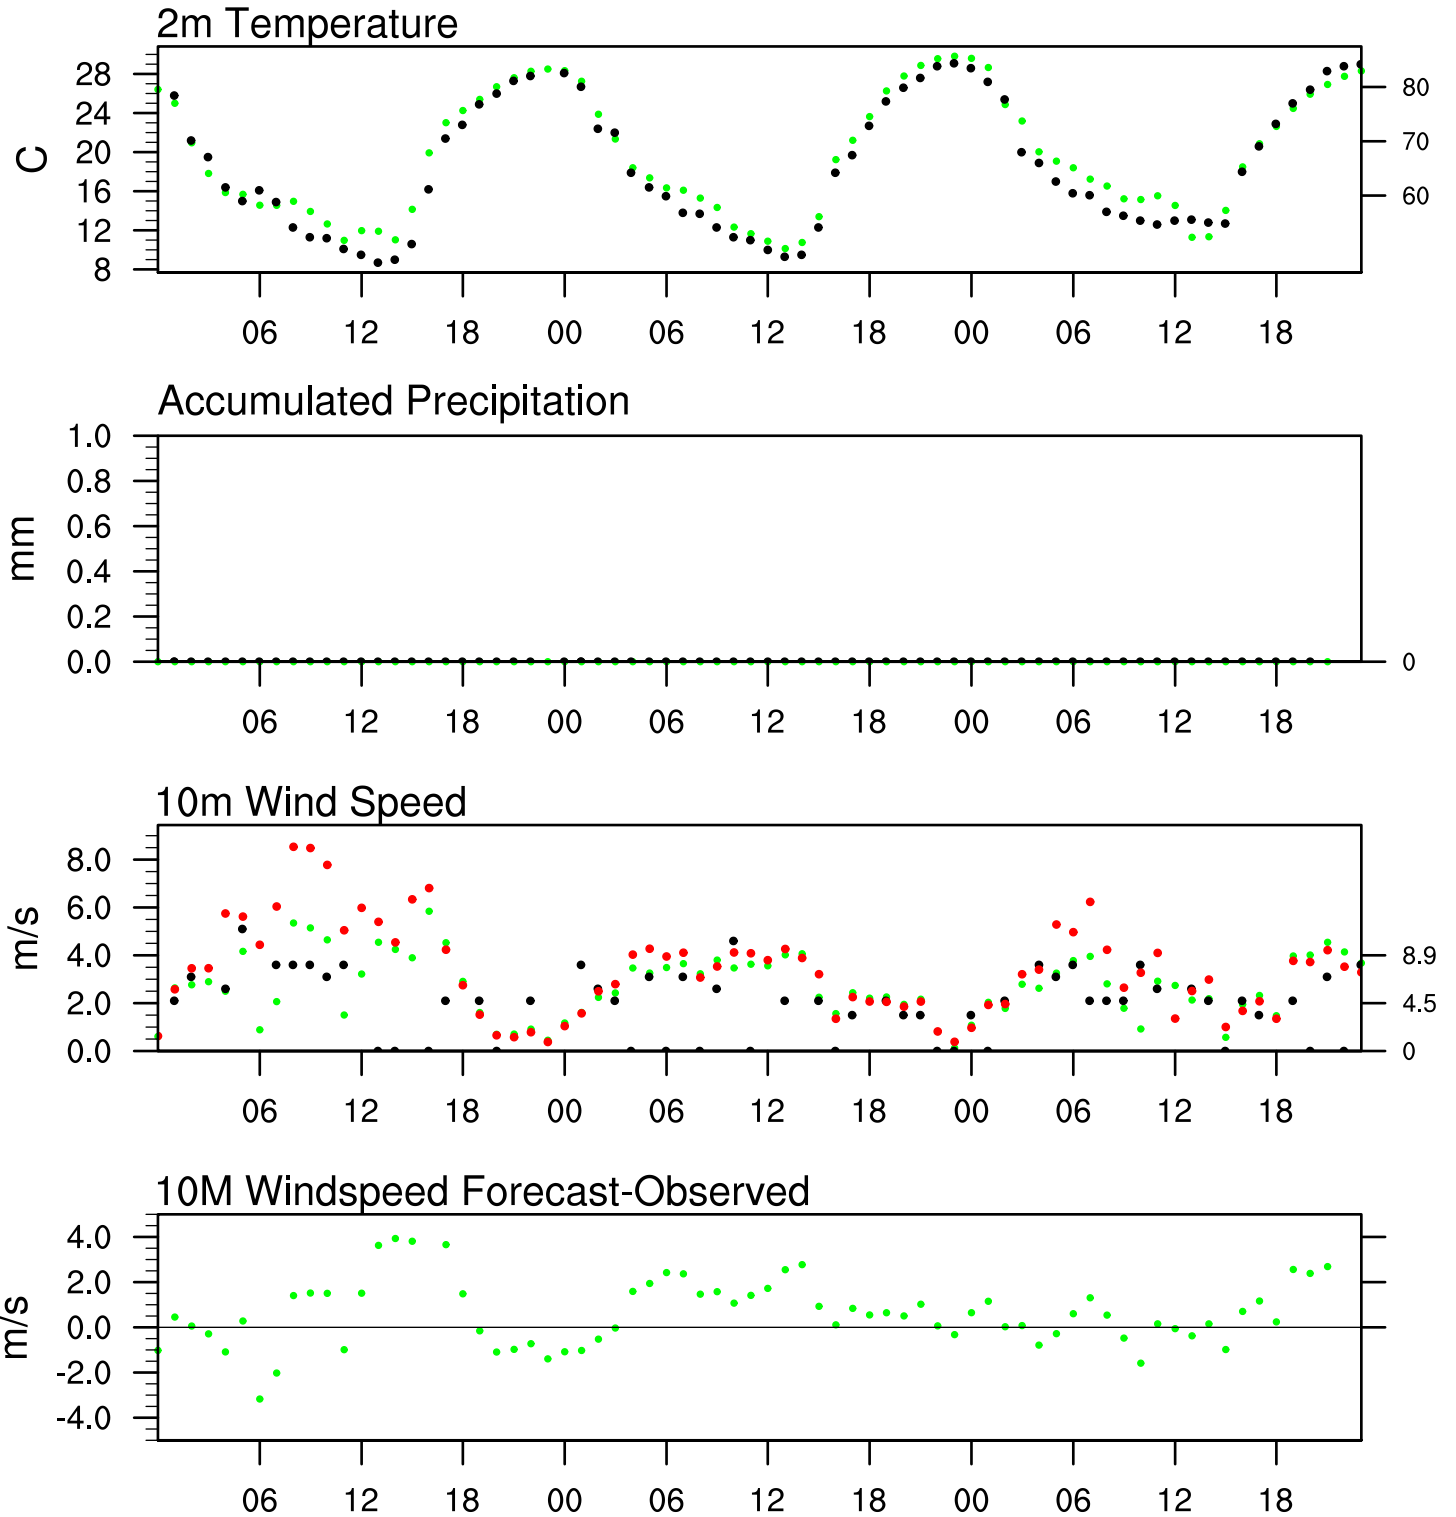 2m Temperature
28
24
20
16
12
8
C
80
70
60
06 12 18 00 06 12 18 00 06 12 18
Accumulated Precipitation
1.0
0.8
0.6
0.4
0.2
0.0
mm
0
06 12 18 00 06 12 18 00 06 12 18
10m Wind Speed
8.0
6.0
4.0
2.0
0.0
m/s
8.9
4.5
0
06 12 18 00 06 12 18 00 06 12 18
10M Windspeed Forecast-Observed
4.0
2.0
0.0
-2.0
-4.0
m/s
06 12 18 00 06 12 18 00 06 12 18